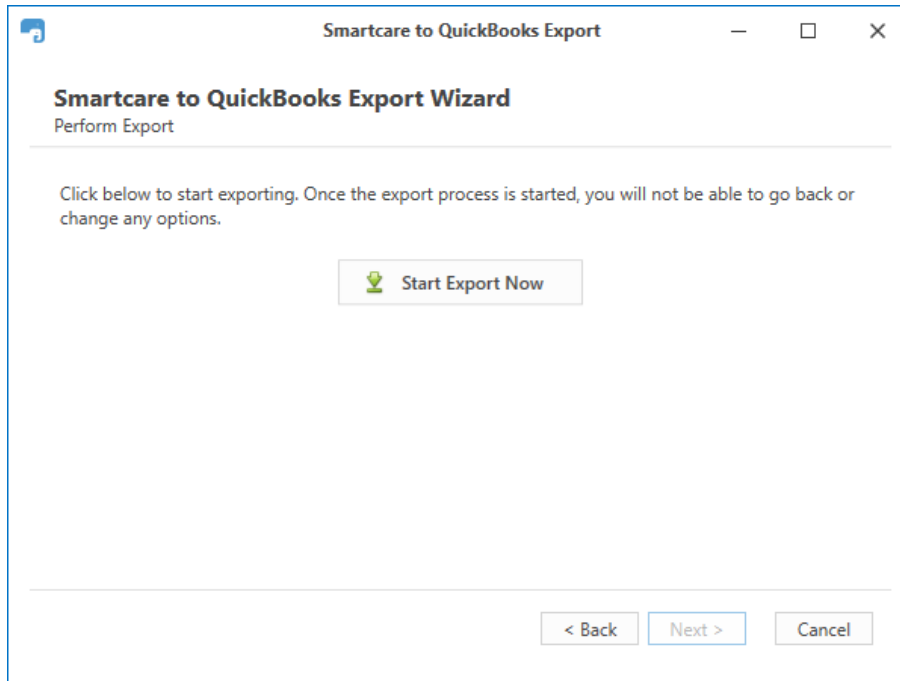 Smartcare to QuickBooks Export
Smartcare to QuickBooks Export Wizard
Perform Export
Click below to start exporting. Once the export process is started, you will not be able to go back or
change any options.
Start Export Now
< Back
Next >
Cancel